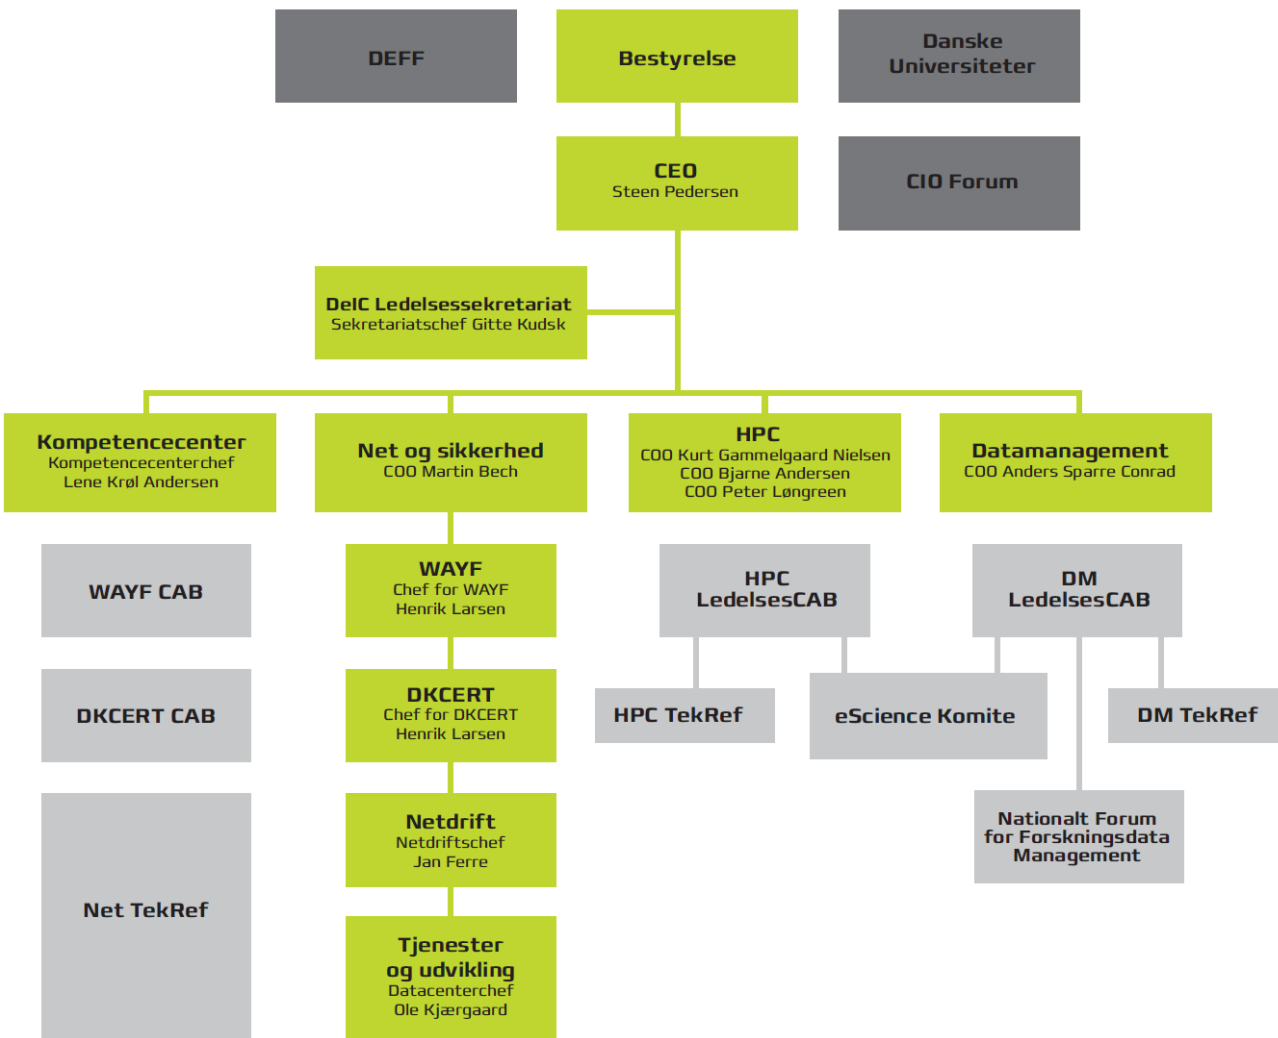 DEFF
Bestyrelse
Danske
Universiteter
CEO
Steen Pedersen
CIO Forum
DeIC Ledelsessekretariat
Sekretariatschef Gitte Kudsk
Kompetencecenter
Kompetencecenterchef
Lene Krøl Andersen
Net og sikkerhed
COO Martin Bech
HPC
COO Kurt Gammelgaard Nielsen
COO Bjarne Andersen
COO Peter Løngreen
Datamanagement
COO Anders Sparre Conrad
WAYF CAB
WAYF
Chef for WAYF
Henrik Larsen
HPC
LedelsesCAB
DM
LedelsesCAB
DKCERT CAB
DKCERT
Chef for DKCERT
Henrik Larsen
HPC TekRef
eScience Komite
DM TekRef
Net TekRef
Netdrift
Netdriftschef
Jan Ferre
Nationalt Forum
for Forskningsdata
Management
Tjenester
og udvikling
Datacenterchef
Ole Kjærgaard